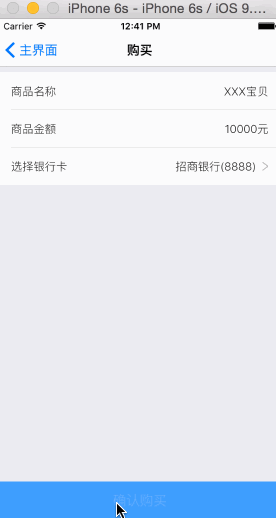 iPhone 6s - iPhone 6s / iOS 9....
Carrier 12:41 PM
主界面 购买
商品名称 XXX宝贝
商品金额 10000元
选择银行卡 招商银行(8888)
确认购买